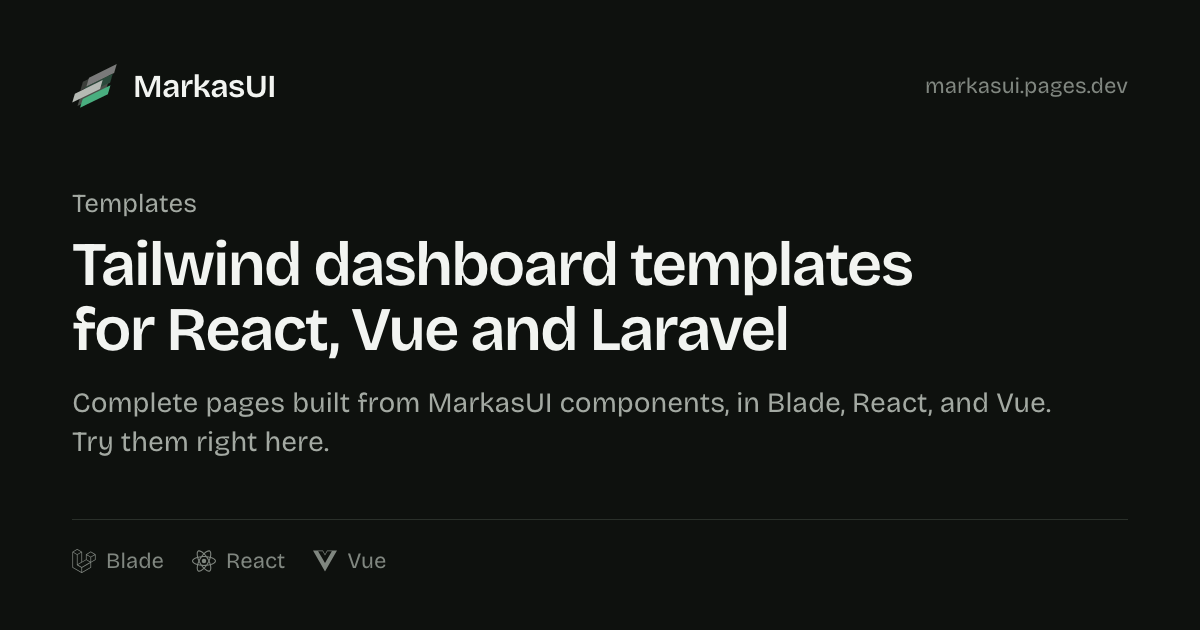 MarkasUI
markasui.pages.dev
Templates
Tailwind dashboard templates
for React, Vue and Laravel
Complete pages built from MarkasUI components, in Blade, React, and Vue.
Try them right here.
Blade React Vue